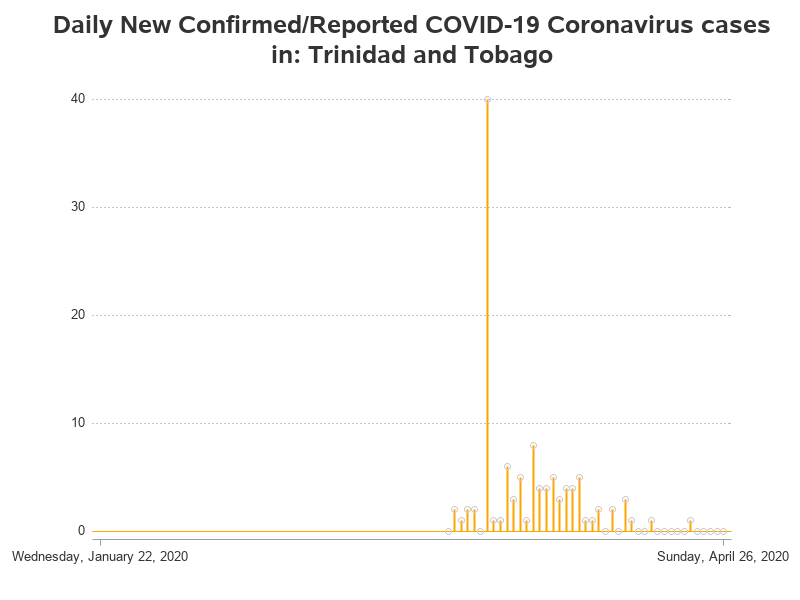 Daily New Confirmed/Reported COVID-19 Coronavirus cases
in: Trinidad and Tobago
40
30
20
10
0
Wednesday, January 22, 2020
Sunday, April 26, 2020